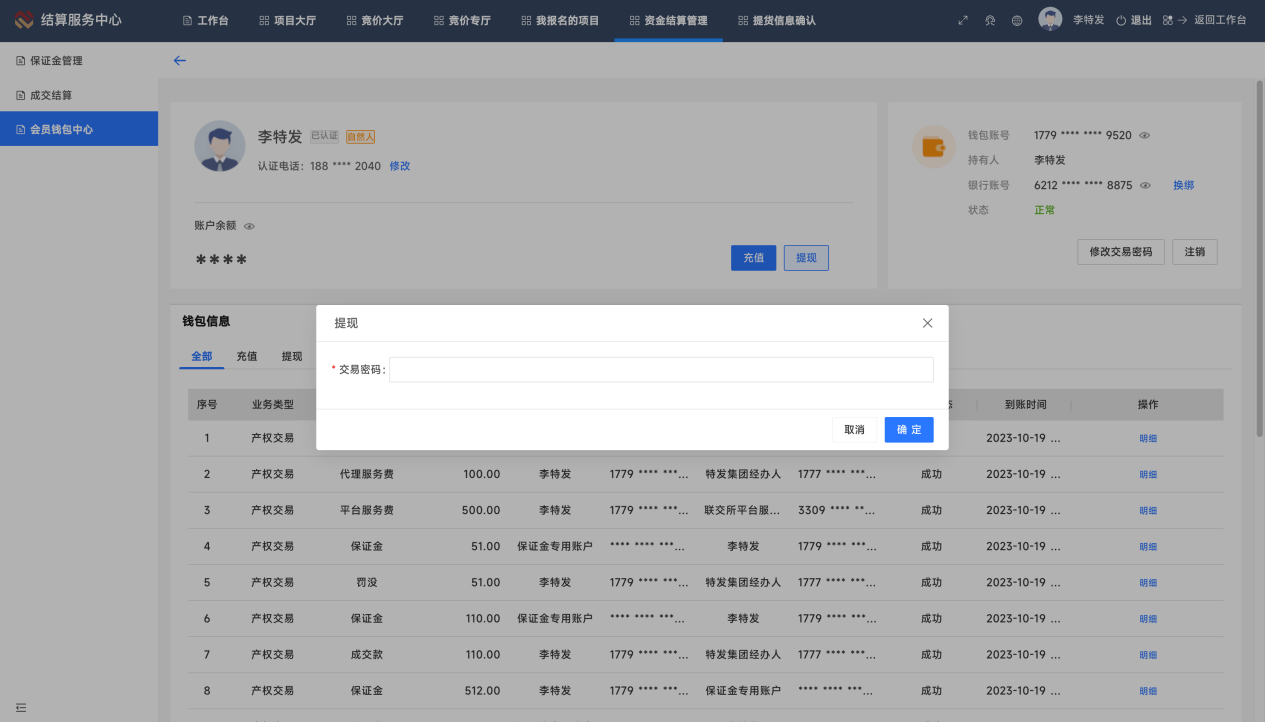 结算服务中心 工作台 项目大厅 竞价大厅 竞价专厅 我报名的项目 资金结算管理 提货信息确认 李特发 退出 返回工作台
保证金管理
成交结算
会员钱包中心
李特发 已认证 自然人
认证电话: 188 **** 2040 修改
账户余额
****
充值 提现
钱包账号 1779 **** **** 9520
持有人 李特发
银行账号 6212 **** **** 8875 换绑
状态 正常
修改交易密码 注销
钱包信息
全部 充值 提现
提现
* 交易密码:
取消 确 定
序号 业务类型 到账时间 操作
1 产权交易 2023-10-19 ... 明细
2 产权交易 代理服务费 100.00 李特发 1779 **** ***... 特发集团经办人 1777 **** ***... 成功 2023-10-19 ... 明细
3 产权交易 平台服务费 500.00 李特发 1779 **** ***... 联交所平台服... 3309 **** **... 成功 2023-10-19 ... 明细
4 产权交易 保证金 51.00 保证金专用账户 **** **** ***... 李特发 1779 **** ***... 成功 2023-10-19 ... 明细
5 产权交易 罚没 51.00 李特发 1779 **** ***... 特发集团经办人 1777 **** ***... 成功 2023-10-19 ... 明细
6 产权交易 保证金 110.00 保证金专用账户 **** **** ***... 李特发 1779 **** ***... 成功 2023-10-19 ... 明细
7 产权交易 成交款 110.00 李特发 1779 **** ***... 特发集团经办人 1777 **** ***... 成功 2023-10-19 ... 明细
8 产权交易 保证金 512.00 李特发 1779 **** ***... 保证金专用账户 **** **** ***... 成功 2023-10-19 ... 明细